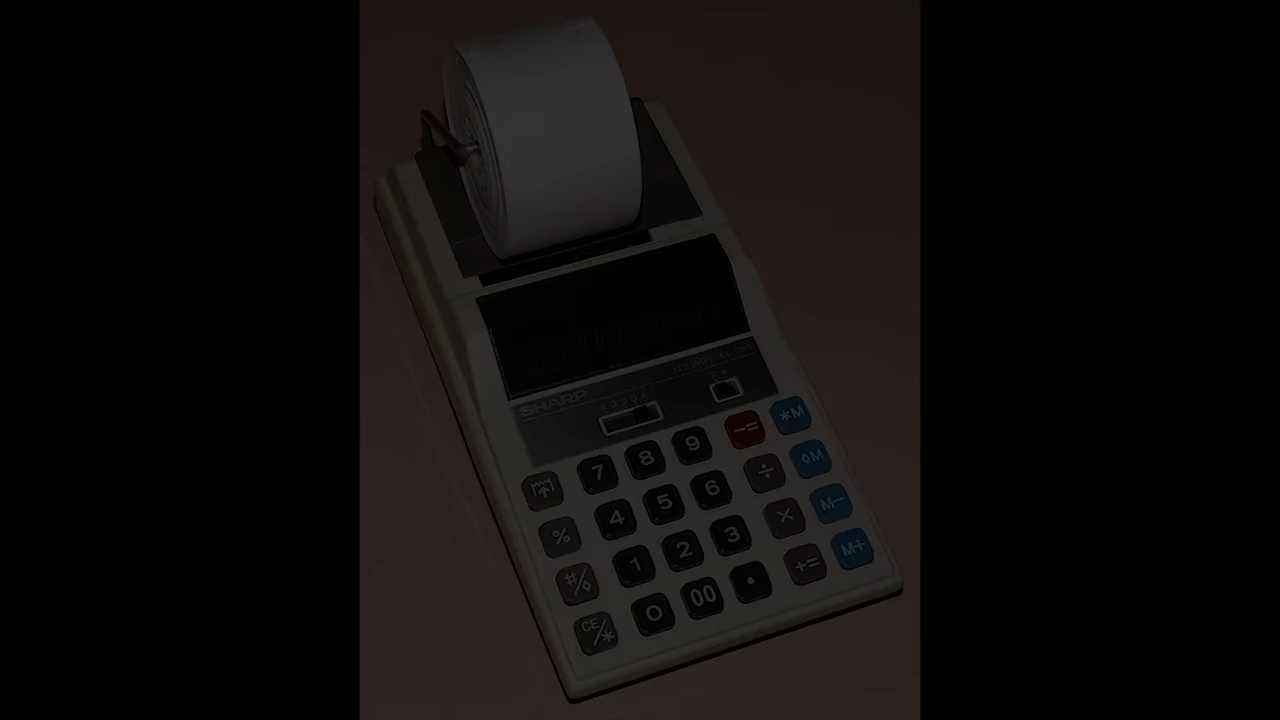 SHARP
7 8 9 −= *M
4 5 6 ÷ ◊M
% 1 2 3 × M−
#/◊ 0 00 • += M+
CE/*